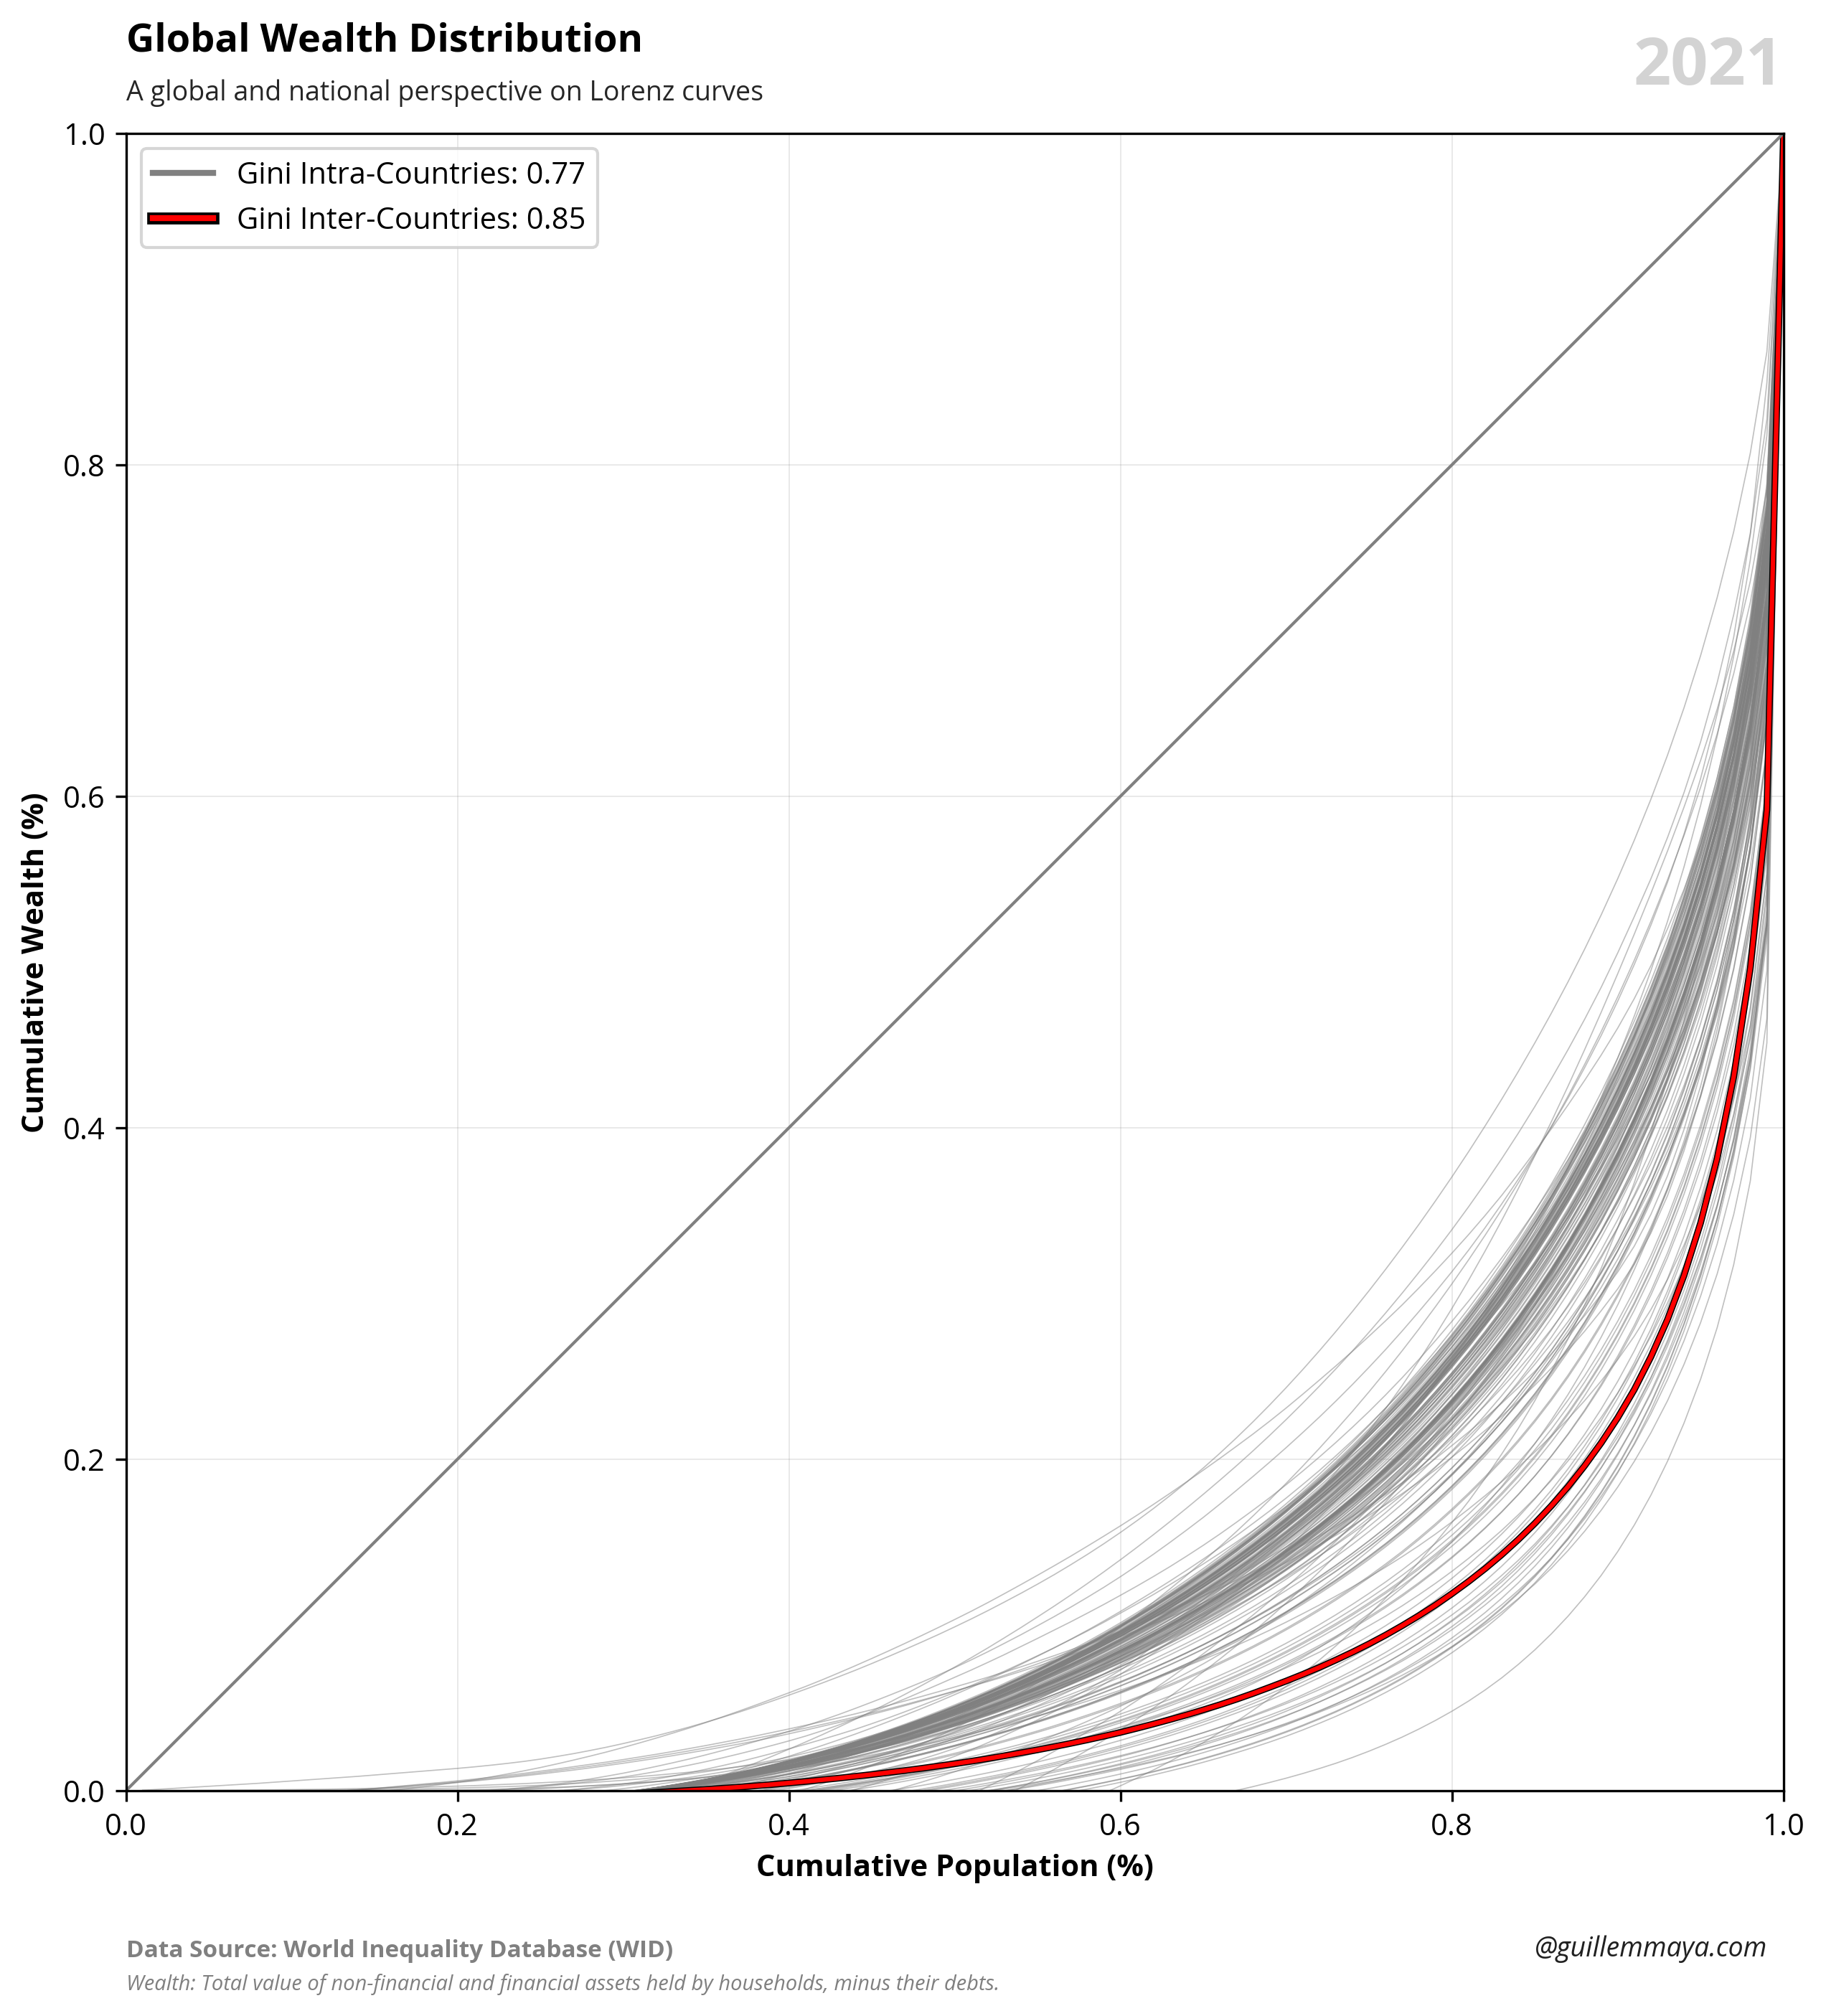 Global Wealth Distribution
2021
A global and national perspective on Lorenz curves
Gini Intra-Countries: 0.77
Gini Inter-Countries: 0.85
1.0
0.8
0.6
0.4
0.2
0.0
Cumulative Wealth (%)
0.0 0.2 0.4 0.6 0.8 1.0
Cumulative Population (%)
Data Source: World Inequality Database (WID)
@guillemmaya.com
Wealth: Total value of non-financial and financial assets held by households, minus their debts.